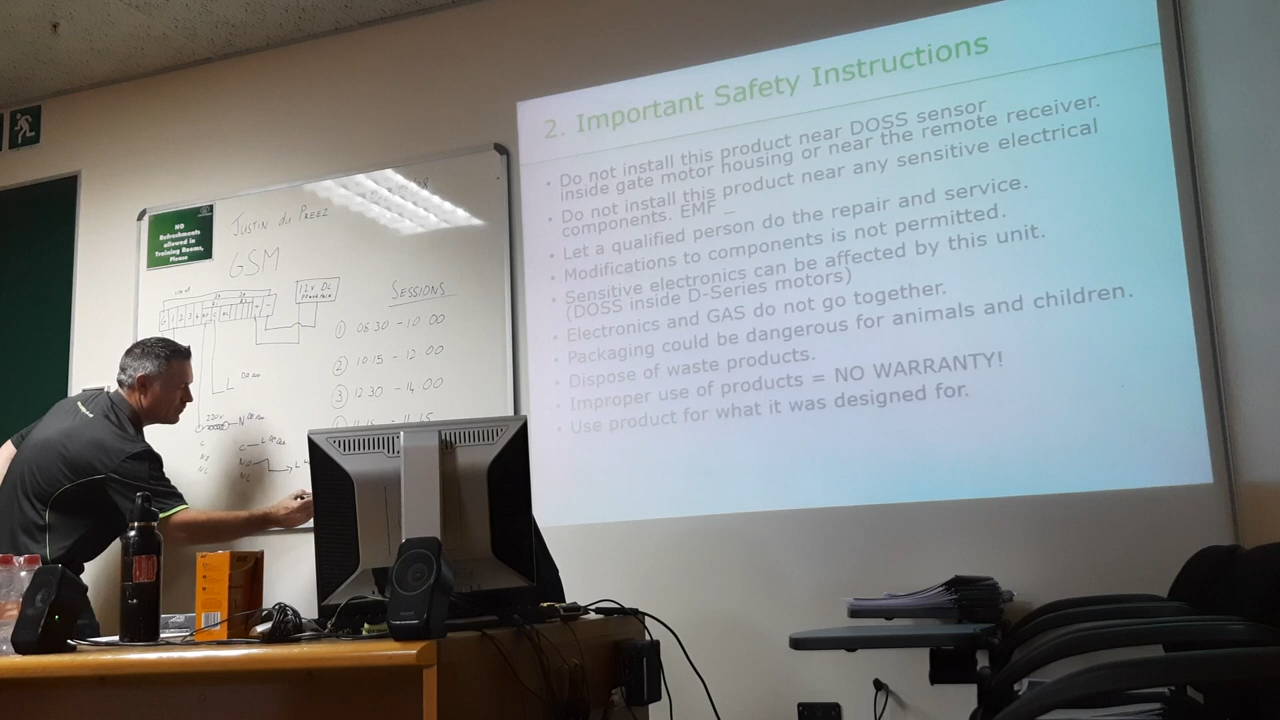 NO
Refreshments
allowed in
Training Rooms,
Please
JUSTIN du PREEZ
GSM
12V DC
POWER PACK
SESSIONS
1 08 30 - 10 00
2 10 15 - 12 00
3 12 30 - 14 00
220V
N
L
C
NO
C
L
NO
L
2. Important Safety Instructions
• Do not install this product near DOSS sensor
inside gate motor housing or near the remote receiver.
• Do not install this product near any sensitive electrical
components. EMF –
• Let a qualified person do the repair and service.
• Modifications to components is not permitted.
• Sensitive electronics can be affected by this unit.
(DOSS inside D-Series motors)
• Electronics and GAS do not go together.
• Packaging could be dangerous for animals and children.
• Dispose of waste products.
• Improper use of products = NO WARRANTY!
• Use product for what it was designed for.